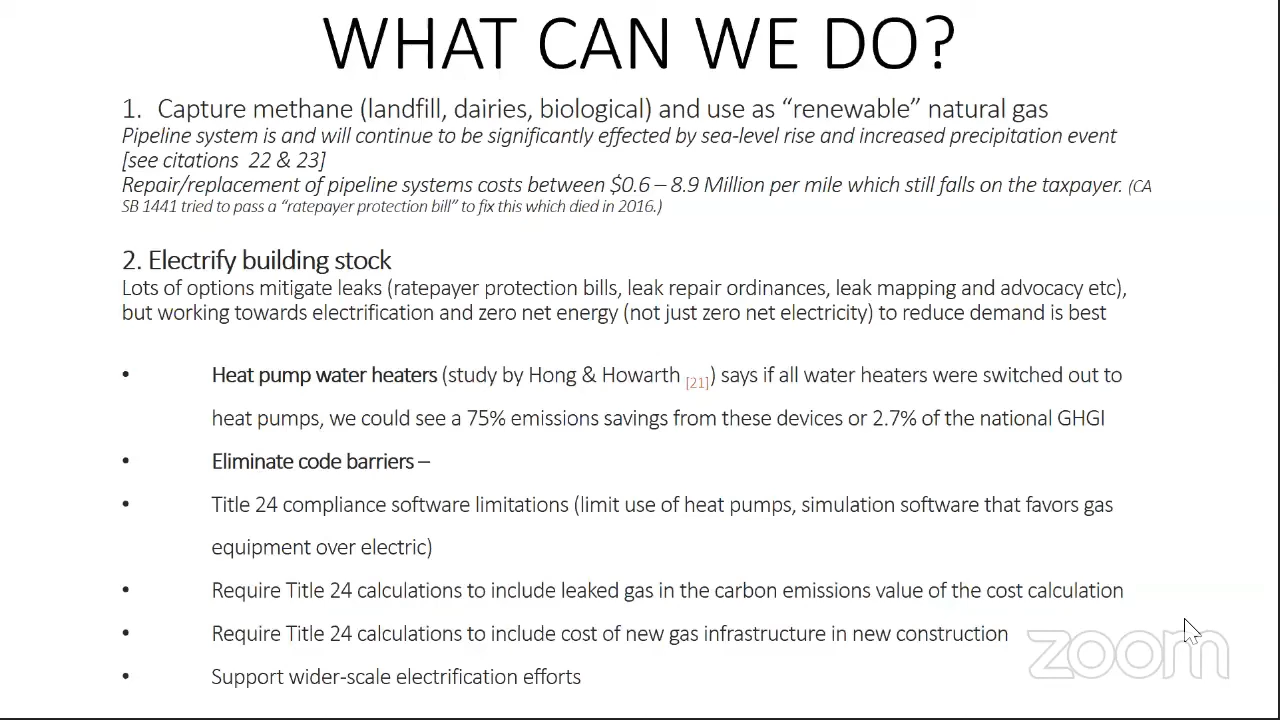 WHAT CAN WE DO?
1. Capture methane (landfill, dairies, biological) and use as “renewable” natural gas
Pipeline system is and will continue to be significantly effected by sea-level rise and increased precipitation event
[see citations 22 & 23]
Repair/replacement of pipeline systems costs between $0.6 – 8.9 Million per mile which still falls on the taxpayer. (CA
SB 1441 tried to pass a “ratepayer protection bill” to fix this which died in 2016.)
2. Electrify building stock
Lots of options mitigate leaks (ratepayer protection bills, leak repair ordinances, leak mapping and advocacy etc),
but working towards electrification and zero net energy (not just zero net electricity) to reduce demand is best
• Heat pump water heaters (study by Hong & Howarth [21]) says if all water heaters were switched out to
heat pumps, we could see a 75% emissions savings from these devices or 2.7% of the national GHGI
• Eliminate code barriers –
• Title 24 compliance software limitations (limit use of heat pumps, simulation software that favors gas
equipment over electric)
• Require Title 24 calculations to include leaked gas in the carbon emissions value of the cost calculation
• Require Title 24 calculations to include cost of new gas infrastructure in new construction
• Support wider-scale electrification efforts
zoom